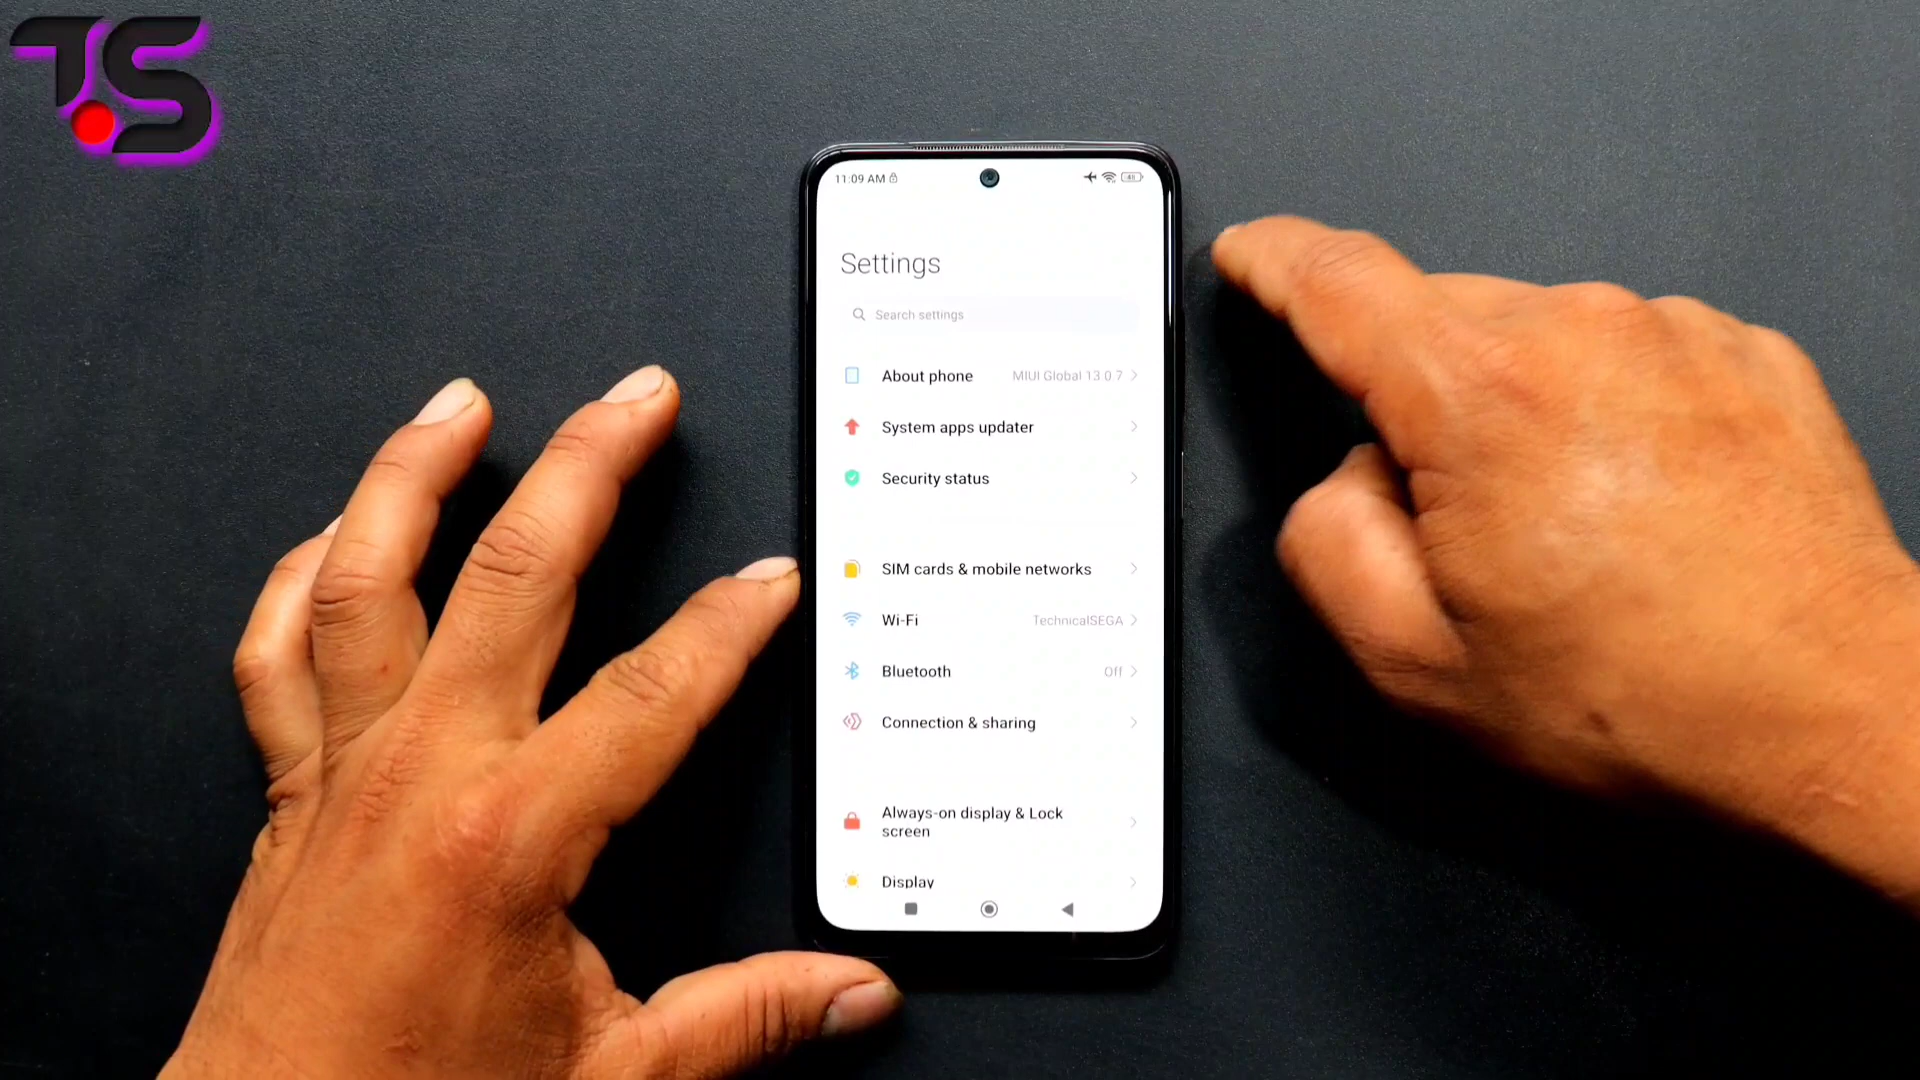 T.S
11:09 AM
Settings
Search settings
About phone MIUI Global 13.0.7
System apps updater
Security status
SIM cards & mobile networks
Wi-Fi TechnicalSEGA
Bluetooth Off
Connection & sharing
Always-on display & Lock
screen
Display